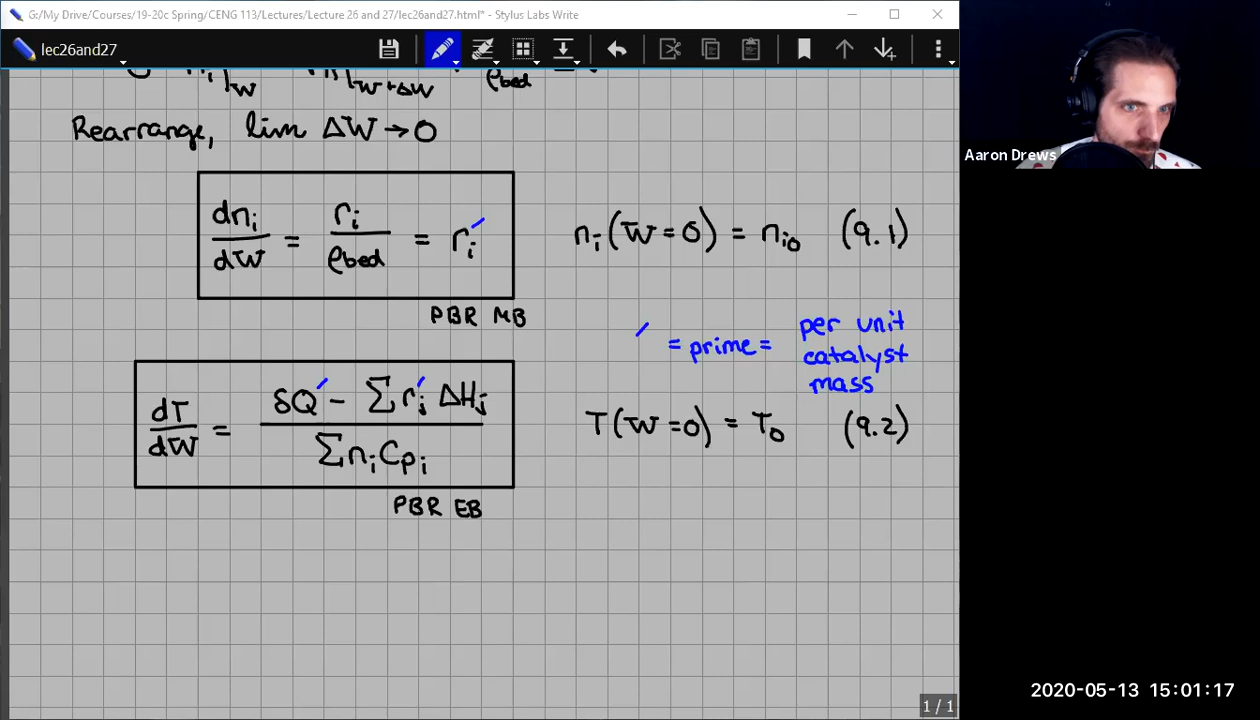 G:/My Drive/Courses/19-20c Spring/CENG 113/Lectures/Lecture 26 and 27/lec26and27.html* - Stylus Labs Write
lec26and27
Rearrange, lim ΔW → 0
dnᵢ/dW = rᵢ/ρbed = rᵢ′
nᵢ(W=0) = nᵢ₀ (9.1)
PBR MB
′ = prime = per unit
catalyst
mass
dT/dW = (δQ′ - Σ rⱼ′ ΔHⱼ)/(Σ nᵢ Cpᵢ)
T(W=0) = T₀ (9.2)
PBR EB
1 / 1
Aaron Drews
2020-05-13 15:01:17